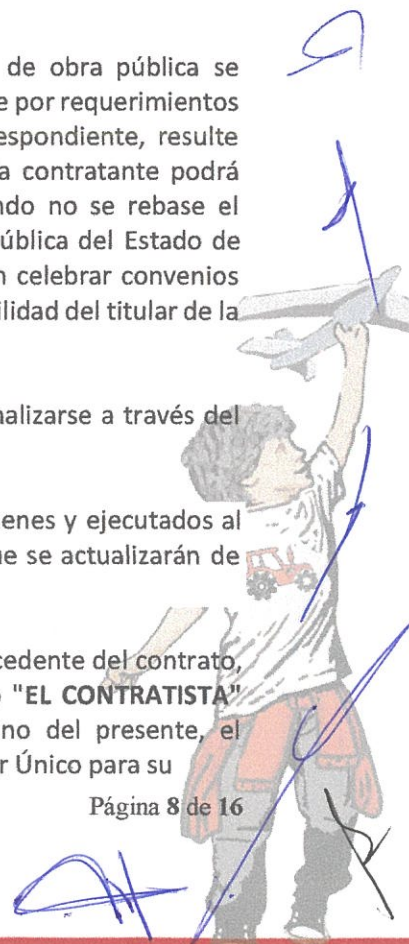 de obra pública se
e por requerimientos
espondiente, resulte
a contratante podrá
ndo no se rebase el
ública del Estado de
n celebrar convenios
ilidad del titular de la
nalizarse a través del
enes y ejecutados al
ne se actualizarán de
cedente del contrato,
"EL CONTRATISTA"
no del presente, el
r Único para su
Página 8 de 16